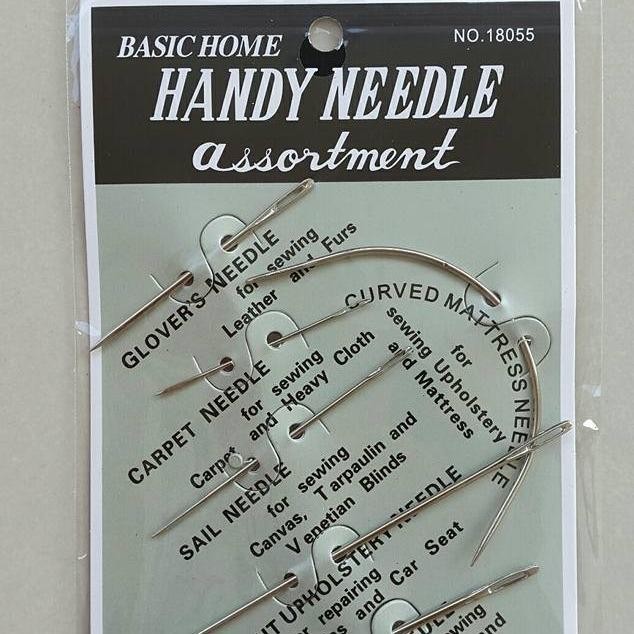 BASIC HOME
NO.18055
HANDY NEEDLE
assortment
GLOVER'S NEEDLE
for sewing
Leather and Furs
CURVED MATTRESS NEEDLE
for
sewing Upholstery
and Mattress
CARPET NEEDLE
for sewing
Carpet and Heavy Cloth
SAIL NEEDLE
for sewing
Canvas, Tarpaulin and
Venetian Blinds
UPHOLSTERY NEEDLE
repairing
and Car Seat